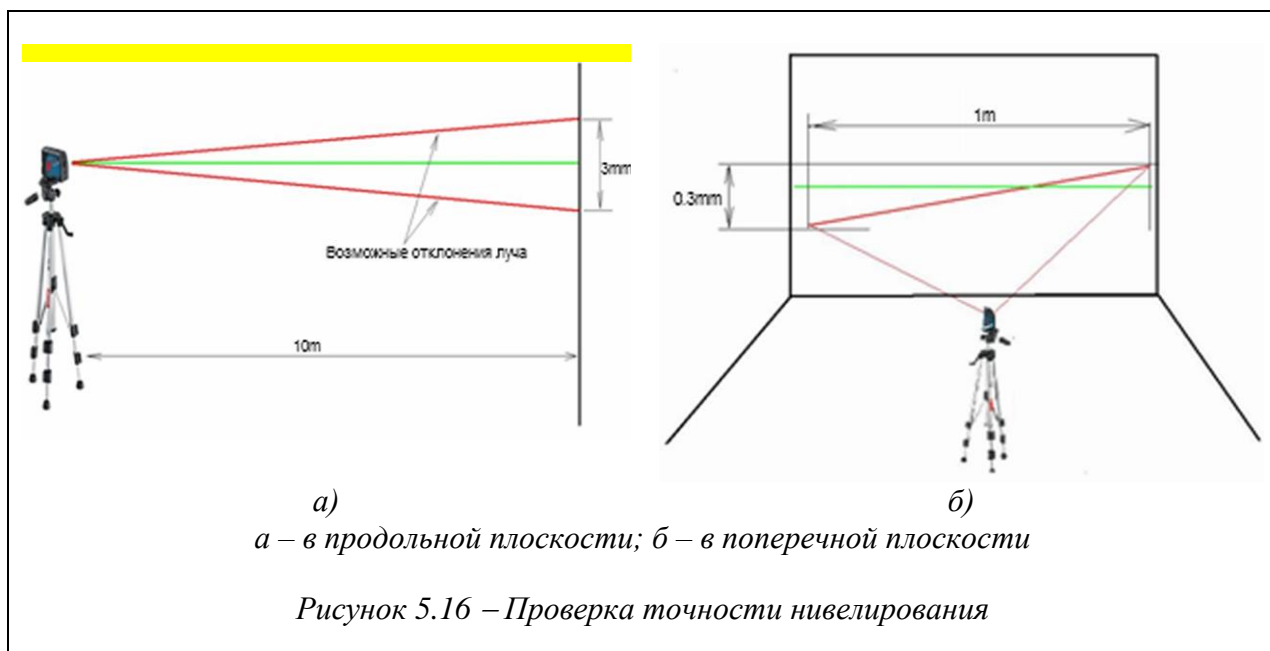 3mm
Возможные отклонения луча
10m
1m
0.3mm
а)
б)
а – в продольной плоскости; б – в поперечной плоскости
Рисунок 5.16 – Проверка точности нивелирования